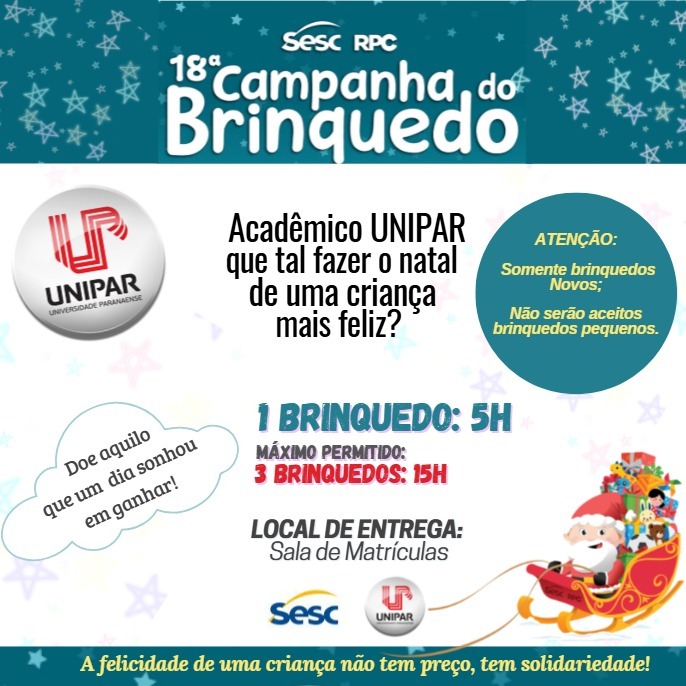 Sesc RPC
18ª Campanha do
Brinquedo
UNIPAR
UNIVERSIDADE PARANAENSE
Acadêmico UNIPAR
que tal fazer o natal
de uma criança
mais feliz?
ATENÇÃO:
Somente brinquedos
Novos;
Não serão aceitos
brinquedos pequenos.
Doe aquilo
que um dia sonhou
em ganhar!
1 BRINQUEDO: 5H
MÁXIMO PERMITIDO:
3 BRINQUEDOS: 15H
LOCAL DE ENTREGA:
Sala de Matrículas
Sesc
UNIPAR
SESC RPC
A felicidade de uma criança não tem preço, tem solidariedade!